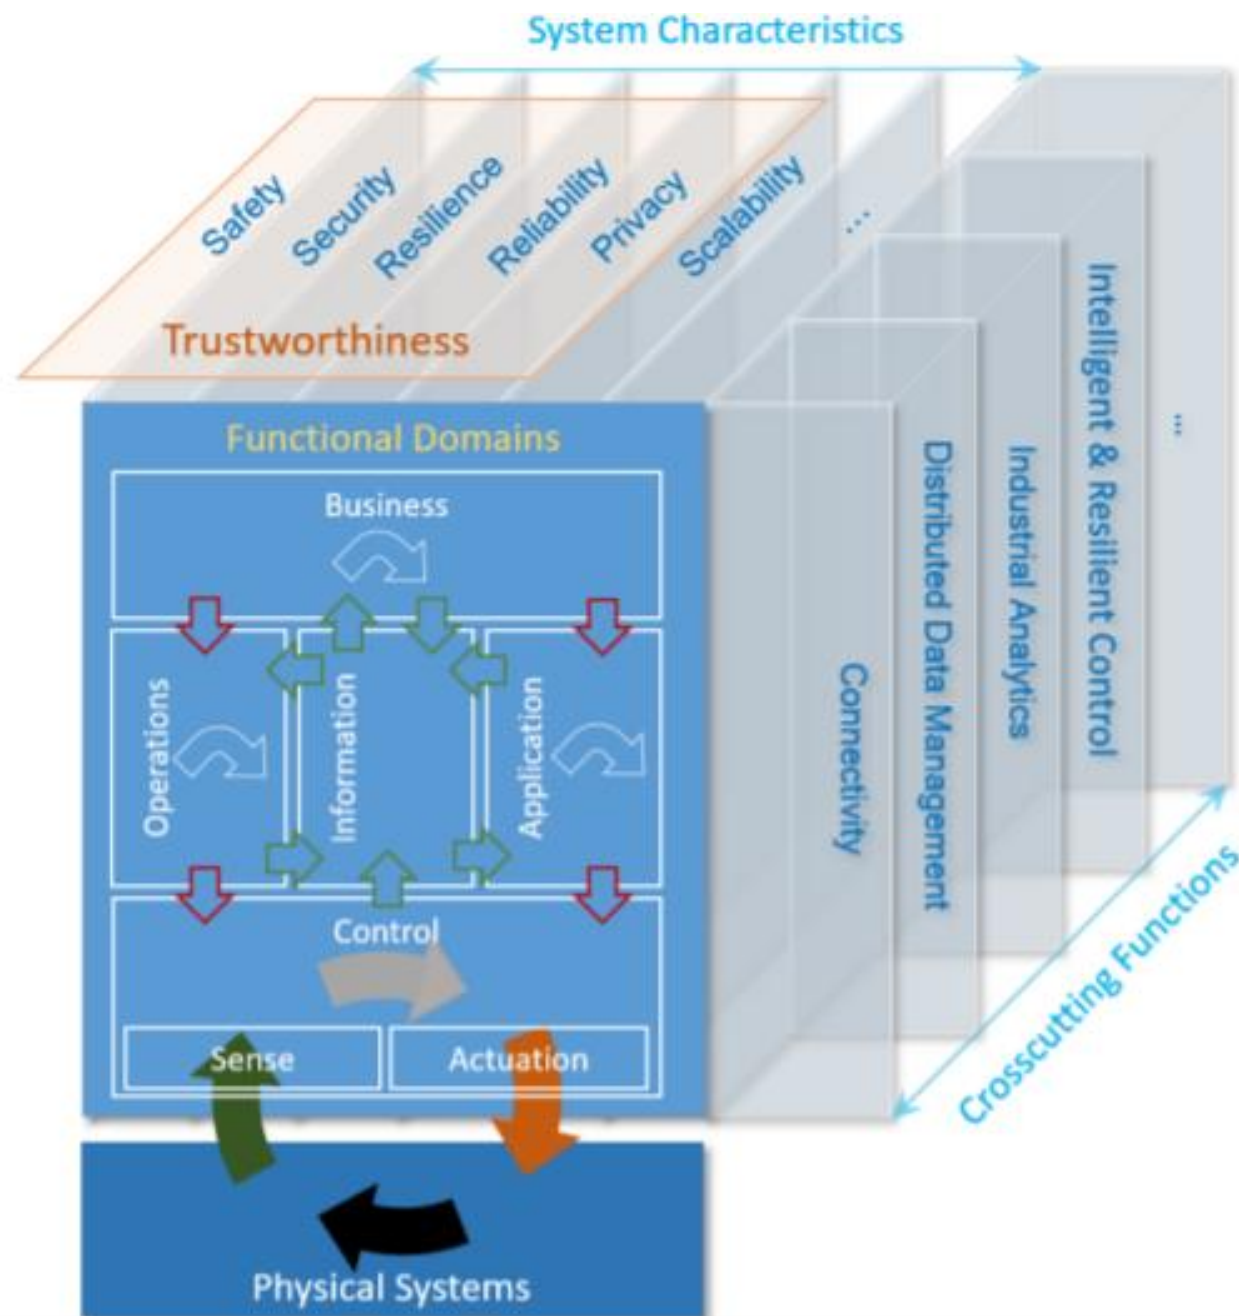 System Characteristics
Safety
Security
Resilience
Reliability
Privacy
Scalability
...
Trustworthiness
Functional Domains
Business
Operations
Information
Application
Control
Sense
Actuation
Physical Systems
Connectivity
Distributed Data Management
Industrial Analytics
Intelligent & Resilient Control
...
Crosscutting Functions